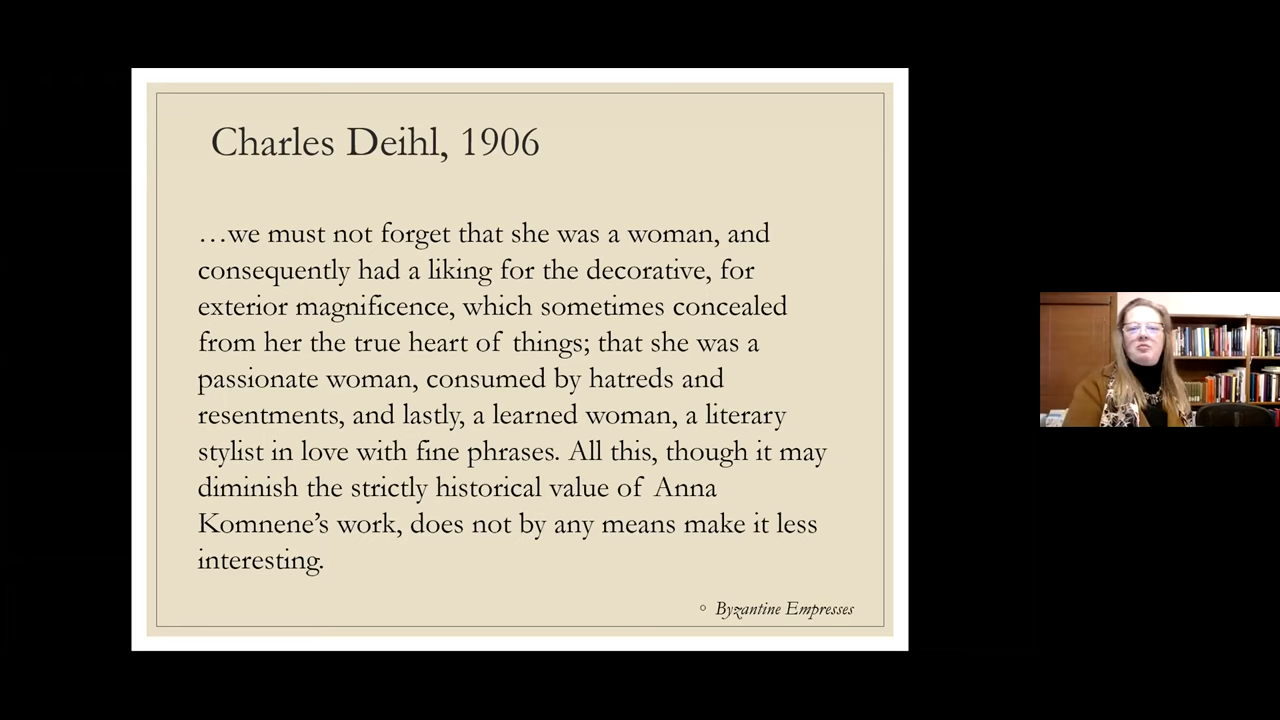 Charles Deihl, 1906
…we must not forget that she was a woman, and
consequently had a liking for the decorative, for
exterior magnificence, which sometimes concealed
from her the true heart of things; that she was a
passionate woman, consumed by hatreds and
resentments, and lastly, a learned woman, a literary
stylist in love with fine phrases. All this, though it may
diminish the strictly historical value of Anna
Komnene’s work, does not by any means make it less
interesting.
◦ Byzantine Empresses